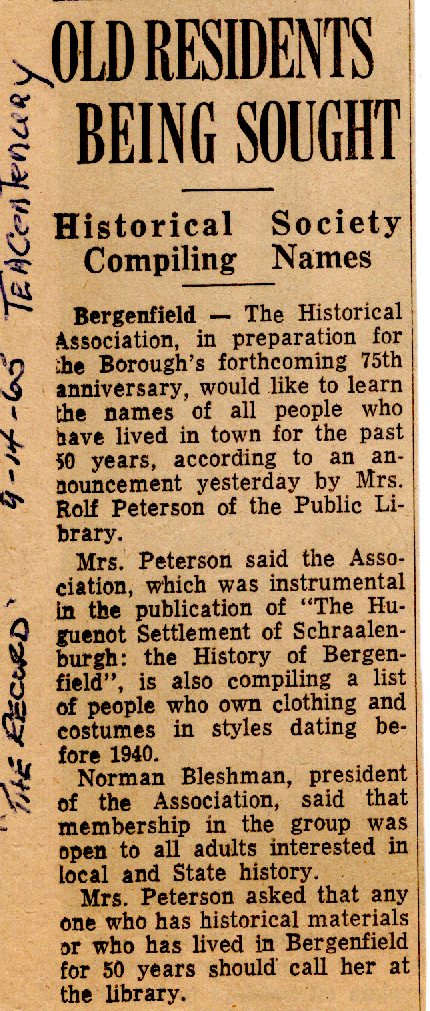 OLD RESIDENTS
BEING SOUGHT
Historical Society
Compiling Names
Bergenfield — The Historical
Association, in preparation for
the Borough's forthcoming 75th
anniversary, would like to learn
the names of all people who
have lived in town for the past
50 years, according to an an-
nouncement yesterday by Mrs.
Rolf Peterson of the Public Li-
brary.
Mrs. Peterson said the Asso-
ciation, which was instrumental
in the publication of "The Hu-
guenot Settlement of Schraalen-
burgh: the History of Bergen-
field", is also compiling a list
of people who own clothing and
costumes in styles dating be-
fore 1940.
Norman Bleshman, president
of the Association, said that
membership in the group was
open to all adults interested in
local and State history.
Mrs. Peterson asked that any
one who has historical materials
or who has lived in Bergenfield
for 50 years should call her at
the library.
"THE RECORD" 9-14-65 TEACENTENURY